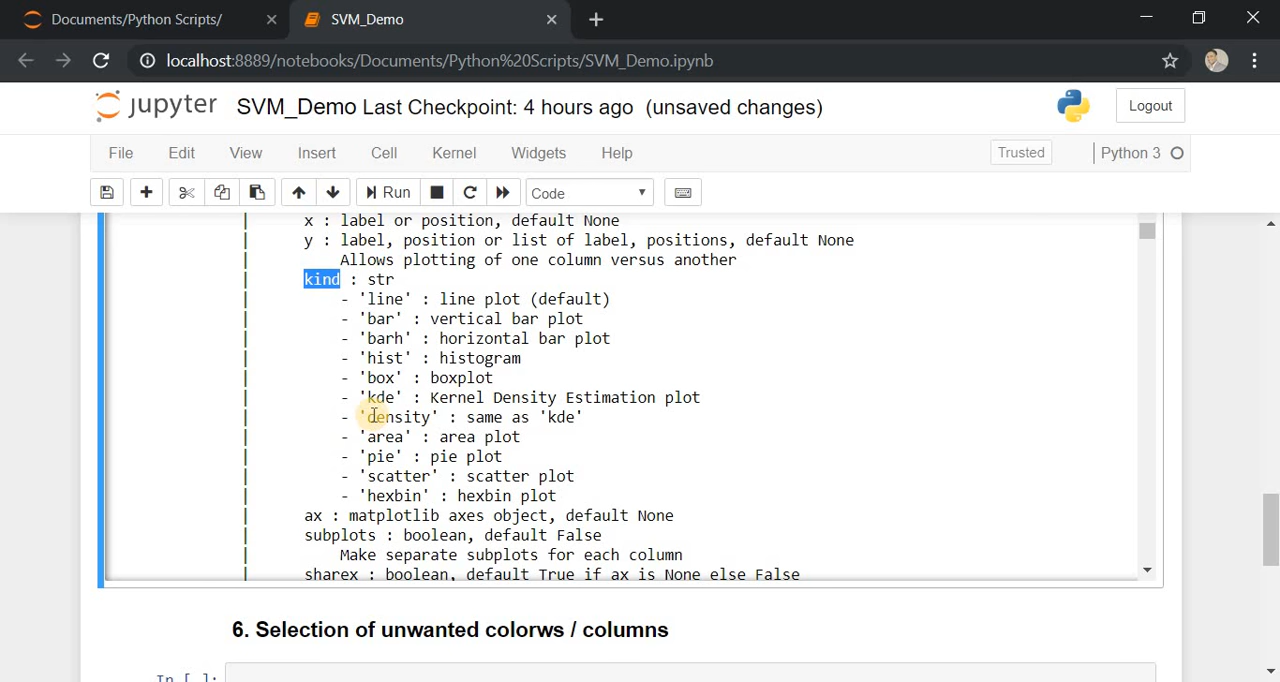 Documents/Python Scripts/
SVM_Demo
localhost:8889/notebooks/Documents/Python%20Scripts/SVM_Demo.ipynb
jupyter SVM_Demo Last Checkpoint: 4 hours ago (unsaved changes)
Logout
File Edit View Insert Cell Kernel Widgets Help
Trusted
Python 3
Run
Code
| x : label or position, default None
| y : label, position or list of label, positions, default None
| Allows plotting of one column versus another
| kind : str
| - 'line' : line plot (default)
| - 'bar' : vertical bar plot
| - 'barh' : horizontal bar plot
| - 'hist' : histogram
| - 'box' : boxplot
| - 'kde' : Kernel Density Estimation plot
| - 'density' : same as 'kde'
| - 'area' : area plot
| - 'pie' : pie plot
| - 'scatter' : scatter plot
| - 'hexbin' : hexbin plot
| ax : matplotlib axes object, default None
| subplots : boolean, default False
| Make separate subplots for each column
| sharex : boolean, default True if ax is None else False
6. Selection of unwanted colorws / columns
In [ ]: